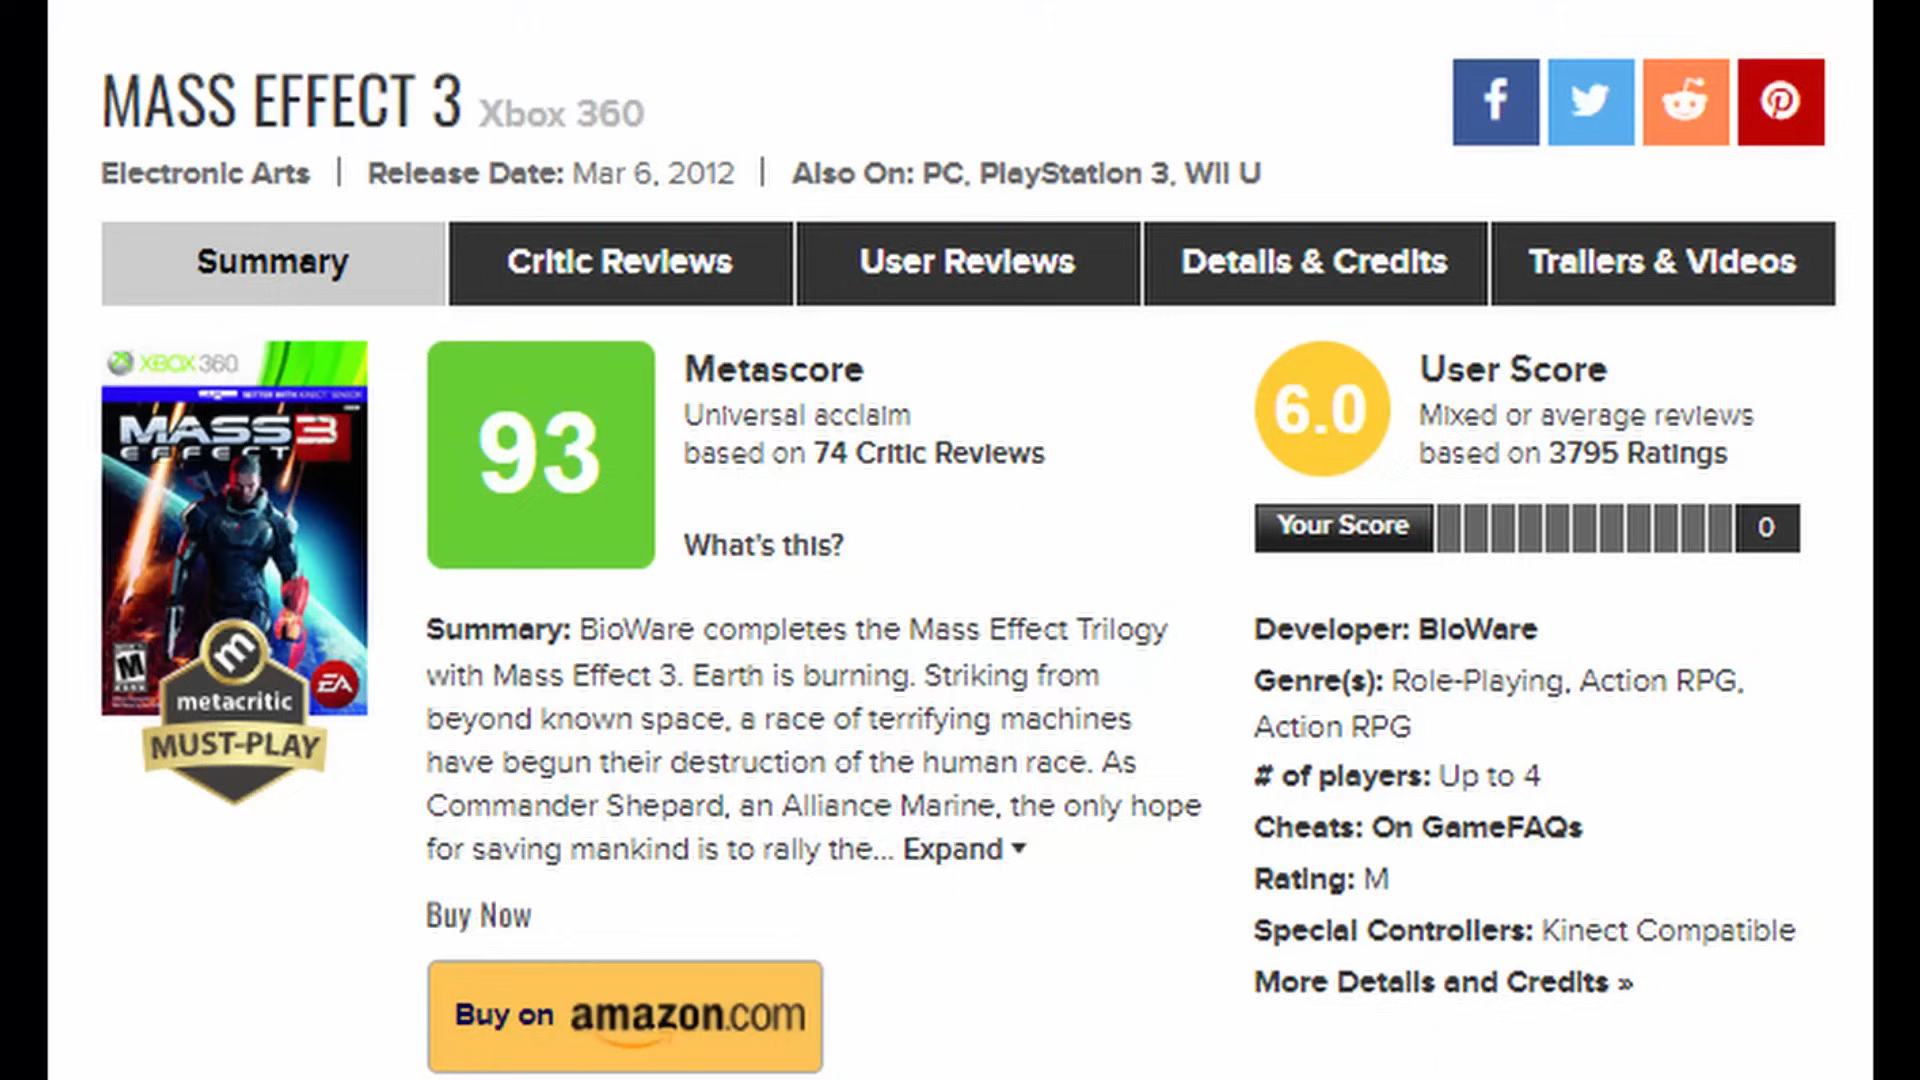 MASS EFFECT 3 Xbox 360
Electronic Arts | Release Date: Mar 6, 2012 | Also On: PC, PlayStation 3, Wii U
Summary
Critic Reviews
User Reviews
Details & Credits
Trailers & Videos
XBOX 360
BETTER WITH KINECT SENSOR
MASS 3
EFFECT
M
EA
metacritic
MUST-PLAY
93
Metascore
Universal acclaim
based on 74 Critic Reviews
What's this?
6.0
User Score
Mixed or average reviews
based on 3795 Ratings
Your Score
0
Summary: BioWare completes the Mass Effect Trilogy
with Mass Effect 3. Earth is burning. Striking from
beyond known space, a race of terrifying machines
have begun their destruction of the human race. As
Commander Shepard, an Alliance Marine, the only hope
for saving mankind is to rally the... Expand
Buy Now
Buy on amazon.com
Developer: BioWare
Genre(s): Role-Playing, Action RPG,
Action RPG
# of players: Up to 4
Cheats: On GameFAQs
Rating: M
Special Controllers: Kinect Compatible
More Details and Credits »